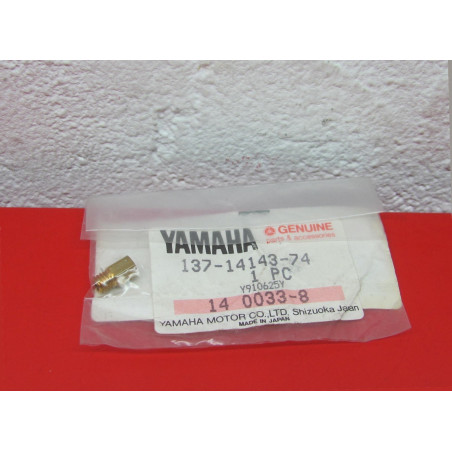 YAMAHA GENUINE
parts & accessories
137-14143-74
1 PC
Y910625Y
14 0033-8
YAMAHA MOTOR CO.,LTD. Shizuoka Japan
MADE IN JAPAN